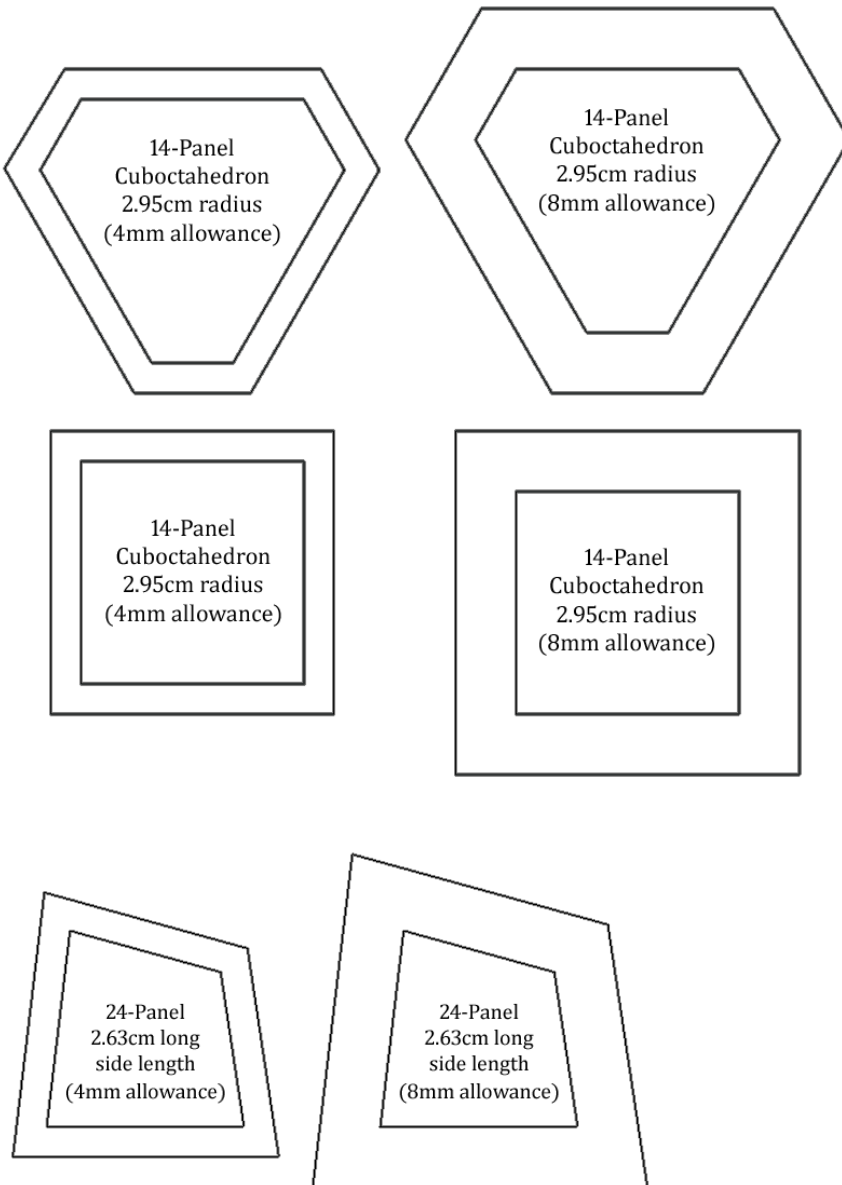 14-Panel
Cuboctahedron
2.95cm radius
(4mm allowance)
14-Panel
Cuboctahedron
2.95cm radius
(8mm allowance)
14-Panel
Cuboctahedron
2.95cm radius
(4mm allowance)
14-Panel
Cuboctahedron
2.95cm radius
(8mm allowance)
24-Panel
2.63cm long
side length
(4mm allowance)
24-Panel
2.63cm long
side length
(8mm allowance)